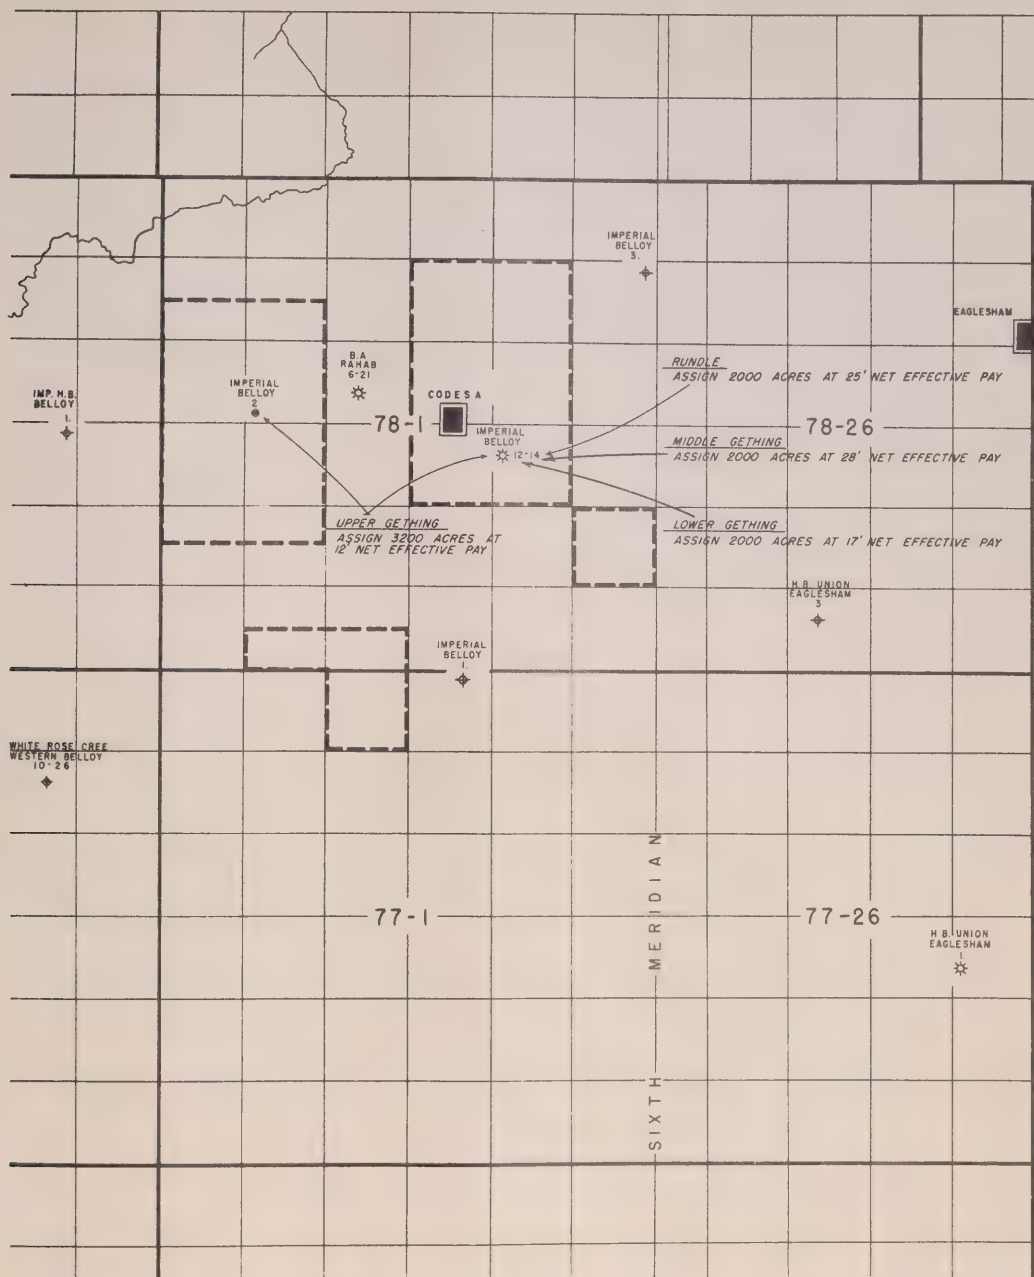 IMPERIAL
BELLOY
3.
EAGLESHAM
B.A
RAHAB
6-21
RUNDLE
ASSIGN 2000 ACRES AT 25' NET EFFECTIVE PAY
IMPERIAL
BELLOY
2
IMP. H.B.
BELLOY
1.
CODESA
78-1
78-26
IMPERIAL
BELLOY
12-14
MIDDLE GETHING
ASSIGN 2000 ACRES AT 28' NET EFFECTIVE PAY
UPPER GETHING
ASSIGN 3200 ACRES AT
12' NET EFFECTIVE PAY
LOWER GETHING
ASSIGN 2000 ACRES AT 17' NET EFFECTIVE PAY
H.B. UNION
EAGLESHAM
3
IMPERIAL
BELLOY
1.
WHITE ROSE CREE
WESTERN BELLOY
10-26
77-1
77-26
H B. UNION
EAGLESHAM
1.
SIXTH MERIDIAN